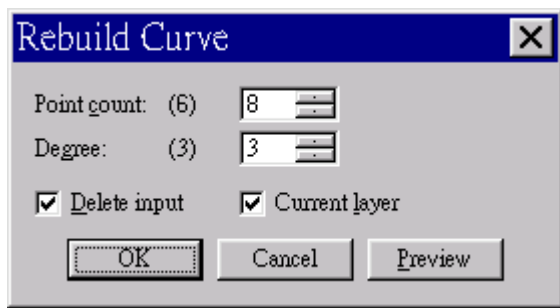 Rebuild Curve
Point count: (6) 8
Degree: (3) 3
Delete input Current layer
OK Cancel Preview